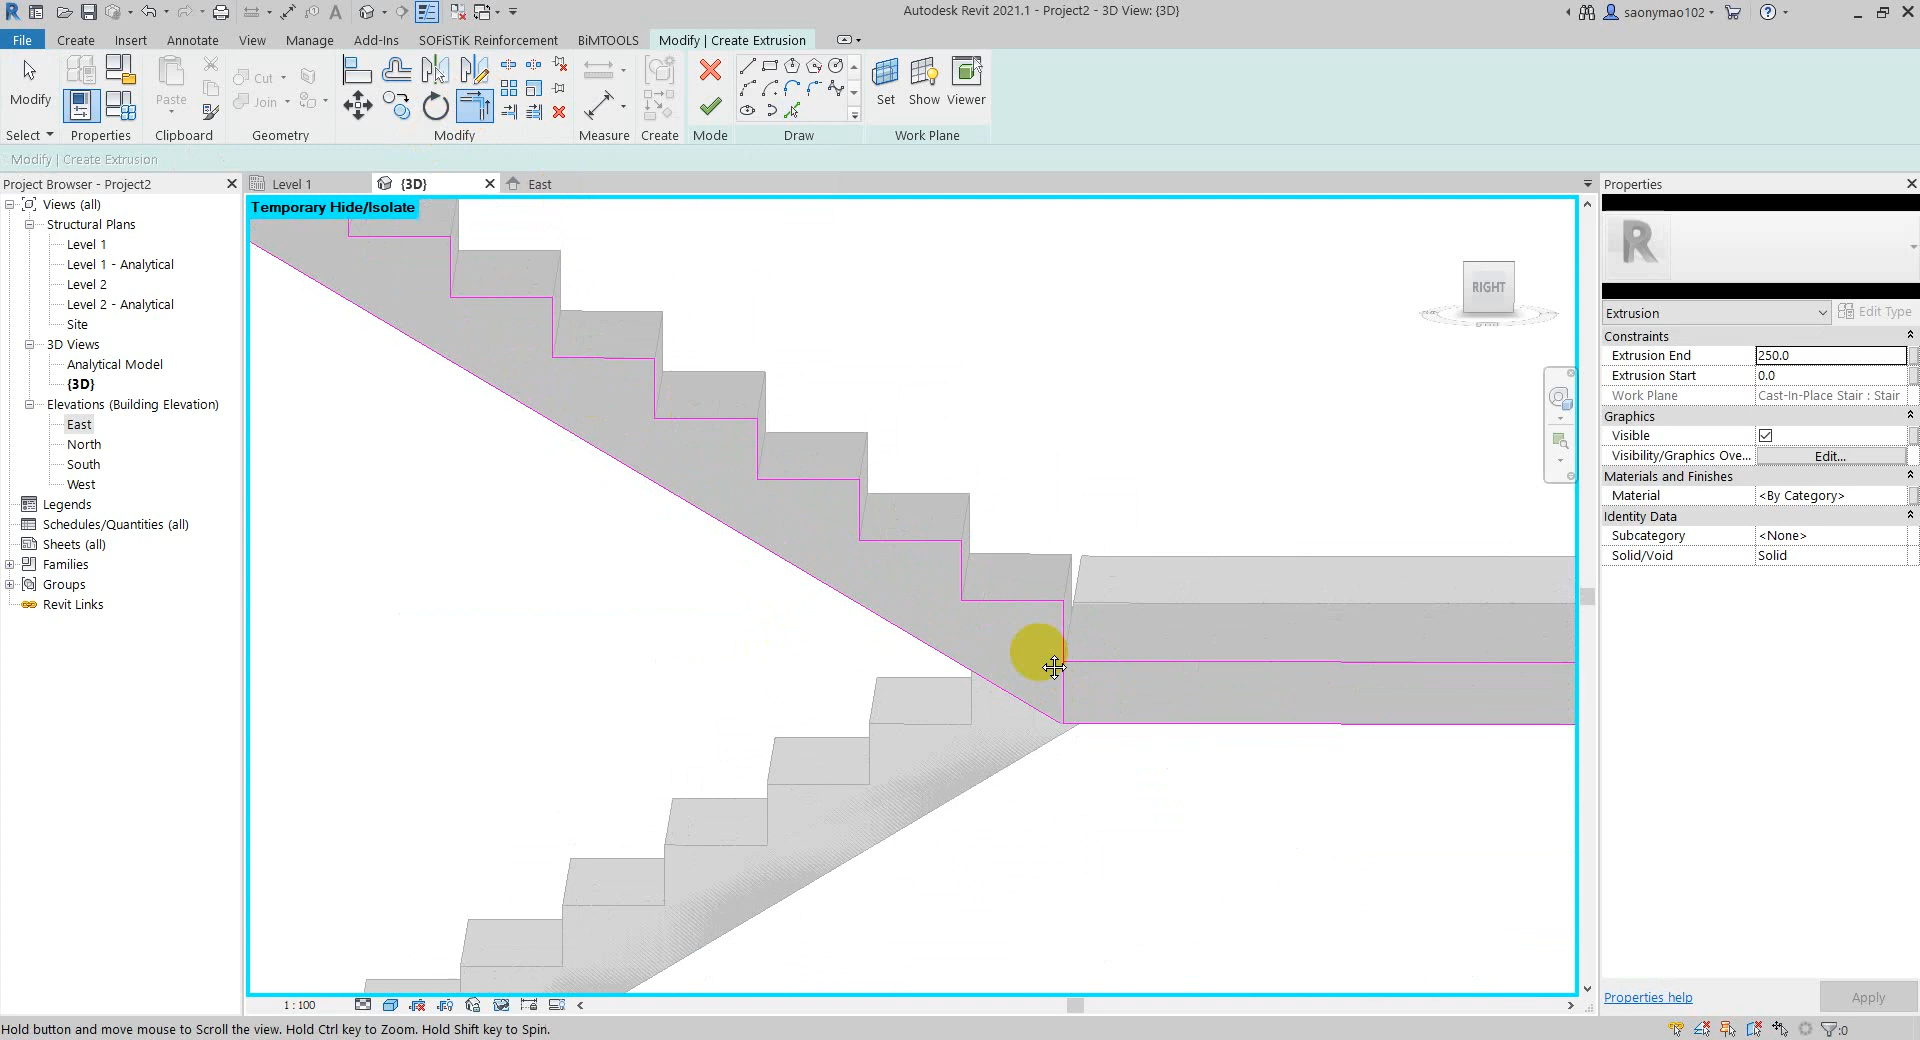 Autodesk Revit 2021.1 - Project2 - 3D View: {3D}
saonymao102
File
Create
Insert
Annotate
View
Manage
Add-Ins
SOFiSTiK Reinforcement
BiMTOOLS
Modify | Create Extrusion
Modify
Paste
Cut
Join
Set
Show
Viewer
Select
Properties
Clipboard
Geometry
Modify
Measure
Create
Mode
Draw
Work Plane
Modify | Create Extrusion
Project Browser - Project2
Views (all)
Structural Plans
Level 1
Level 1 - Analytical
Level 2
Level 2 - Analytical
Site
3D Views
Analytical Model
{3D}
Elevations (Building Elevation)
East
North
South
West
Legends
Schedules/Quantities (all)
Sheets (all)
Families
Groups
Revit Links
Level 1
{3D}
East
Temporary Hide/Isolate
RIGHT
Properties
R
Extrusion
Edit Type
Constraints
Extrusion End 250.0
Extrusion Start 0.0
Work Plane Cast-In-Place Stair : Stair
Graphics
Visible
Visibility/Graphics Ove... Edit...
Materials and Finishes
Material <By Category>
Identity Data
Subcategory <None>
Solid/Void Solid
Properties help
Apply
1 : 100
Hold button and move mouse to Scroll the view. Hold Ctrl key to Zoom. Hold Shift key to Spin.
:0